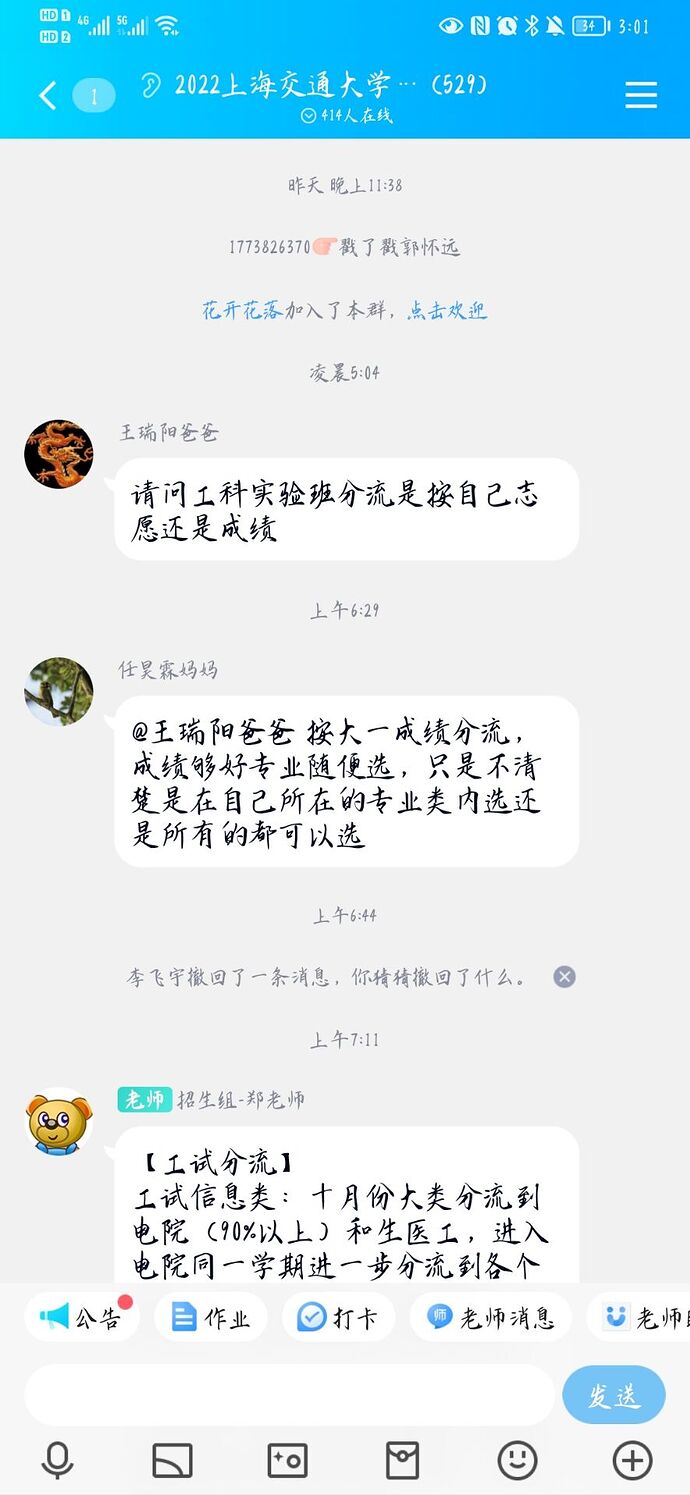 HD 1 4G 5G
HD 2
34 3:01
1
2022上海交通大学… (529)
414人在线
昨天 晚上11:38
1773826370👉戳了戳郭怀远
花开花落加入了本群，点击欢迎
凌晨5:04
王瑞阳爸爸
请问工科实验班分流是按自己志
愿还是成绩
上午6:29
任昊霖妈妈
@王瑞阳爸爸 按大一成绩分流，
成绩够好专业随便选，只是不清
楚是在自己所在的专业类内选还
是所有的都可以选
上午6:44
李飞宇撤回了一条消息，你猜猜撤回了什么。
上午7:11
老师 招生组-郑老师
【工试分流】
工试信息类：十月份大类分流到
电院（90%以上）和生医工，进入
电院同一学期进一步分流到各个
公告 作业 打卡 师 老师消息 老师
发送